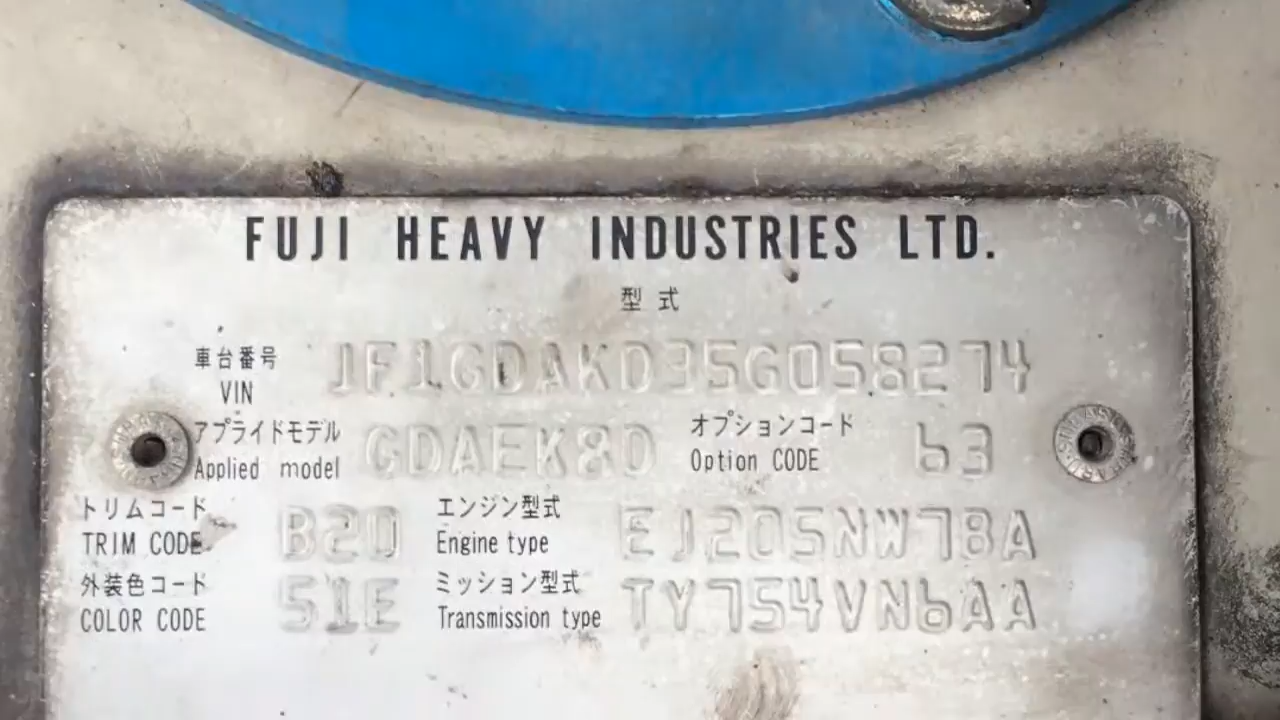 FUJI HEAVY INDUSTRIES LTD.
型式
車台番号 VIN JF1GDAKD35G058274
アプライドモデル Applied model GDAEK8D オプションコード Option CODE b3
トリムコード TRIM CODE B20 エンジン型式 Engine type EJ205NW7BA
外装色コード COLOR CODE 51E ミッション型式 Transmission type TY754VN6AA